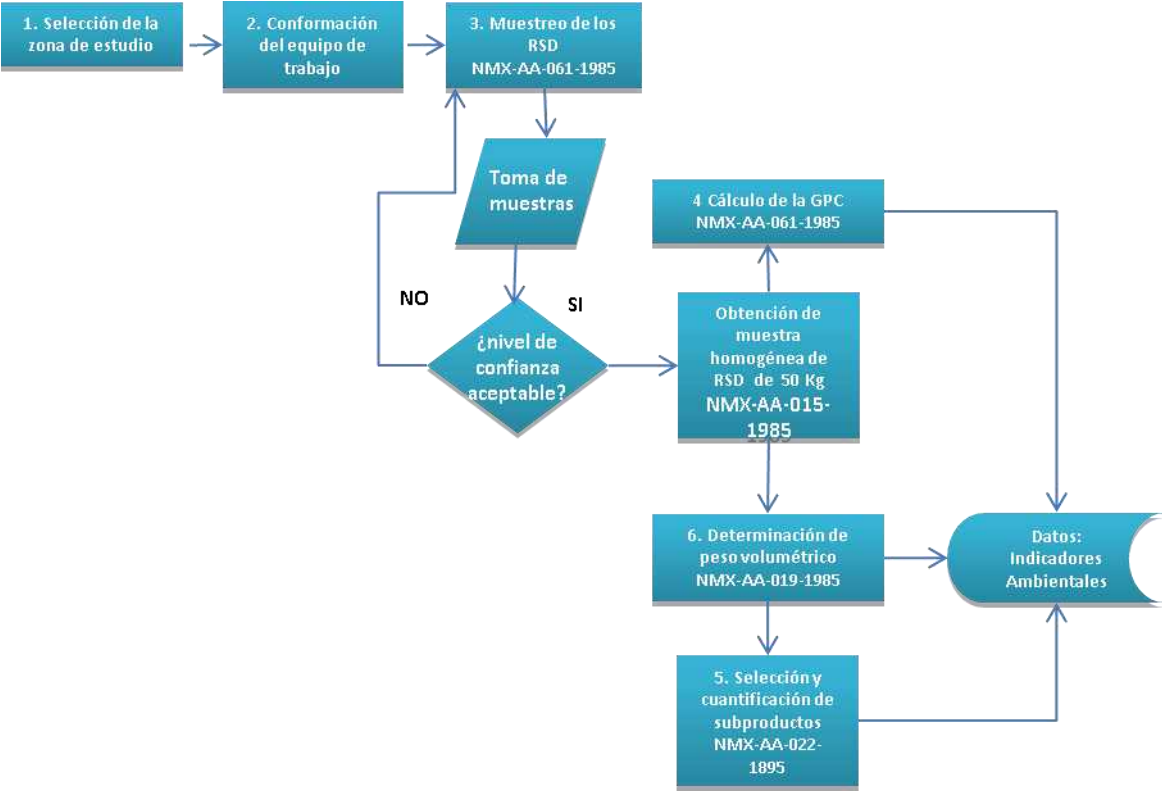 1. Selección de la
zona de estudio
2. Conformación
del equipo de
trabajo
3. Muestreo de los
RSD
NMX-AA-061-1985
Toma de
muestras
NO
SI
¿nivel de
confianza
aceptable?
4 Cálculo de la GPC
NMX-AA-061-1985
Obtención de
muestra
homogénea de
RSD de 50 Kg
NMX-AA-015-
1985
6. Determinación de
peso volumétrico
NMX-AA-019-1985
Datos:
Indicadores
Ambientales
5. Selección y
cuantificación de
subproductos
NMX-AA-022-
1895